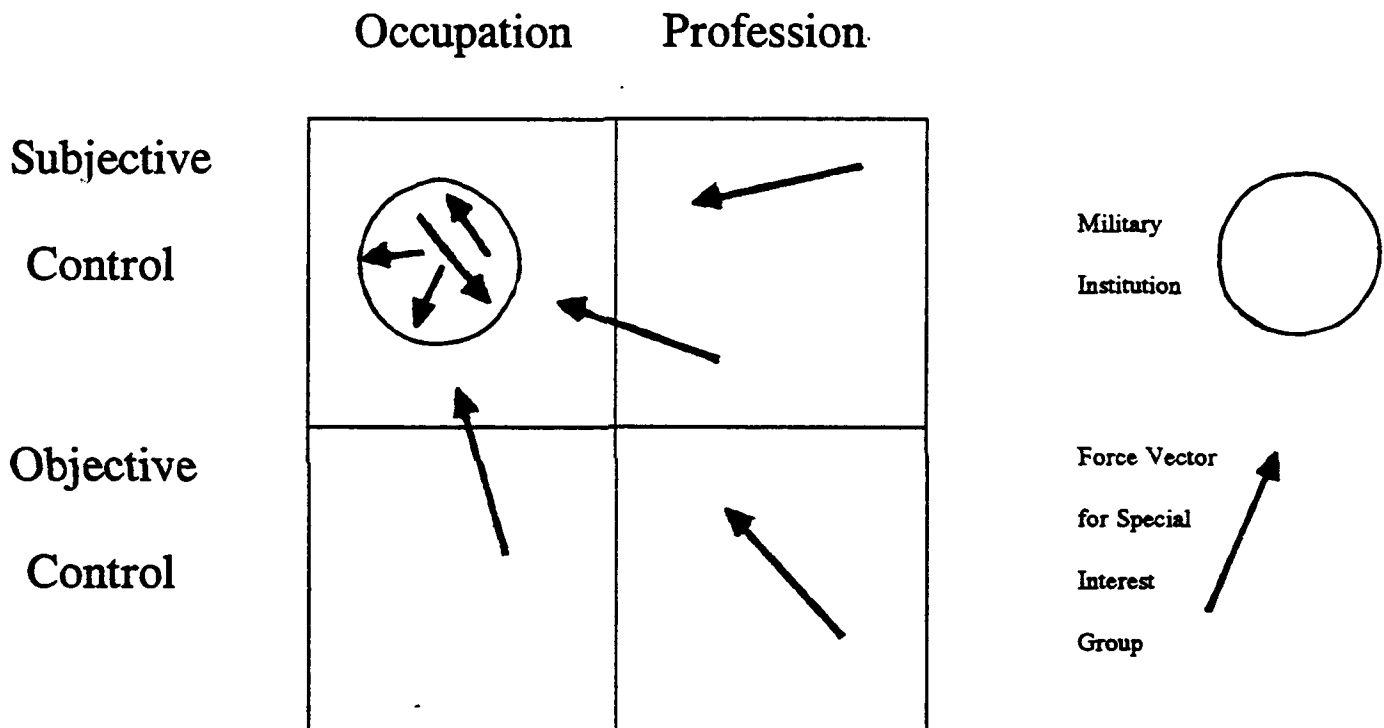 Occupation Profession
Subjective
Control
Objective
Control
Military
Institution
Force Vector
for Special
Interest
Group